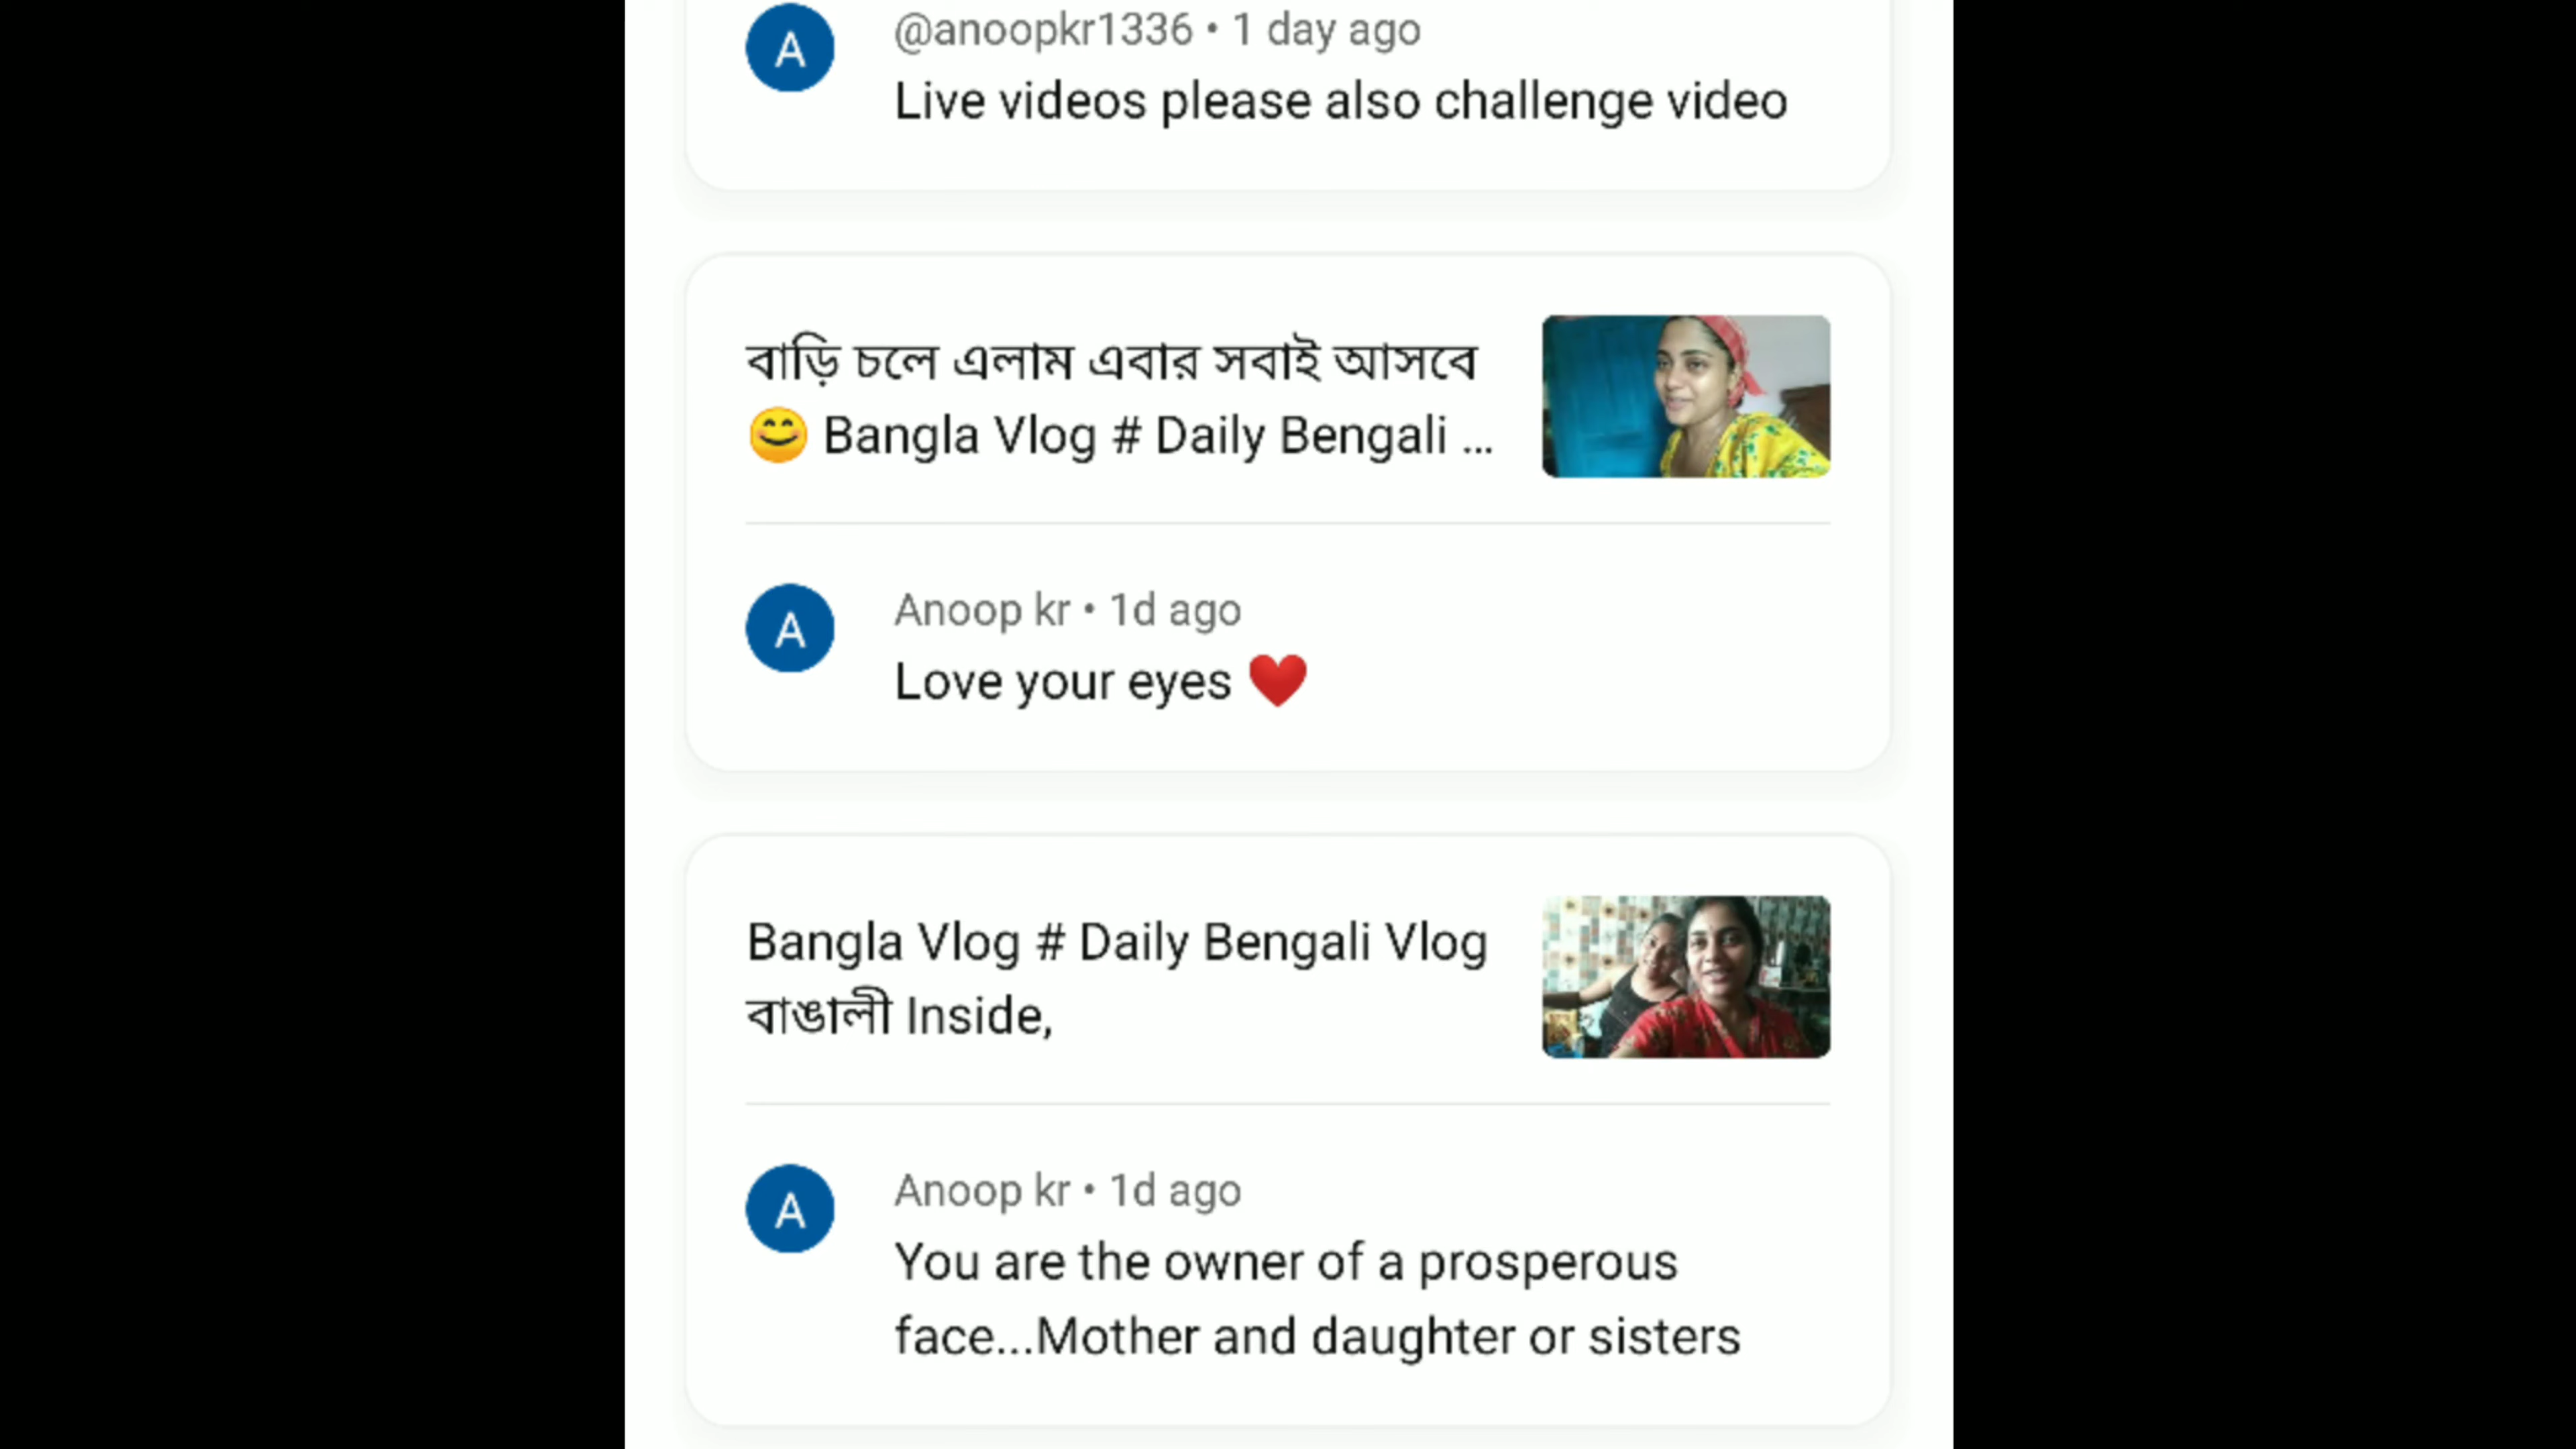 A
@anoopkr1336 • 1 day ago
Live videos please also challenge video
বাড়ি চলে এলাম এবার সবাই আসবে
😊 Bangla Vlog # Daily Bengali ...
A
Anoop kr • 1d ago
Love your eyes ❤️
Bangla Vlog # Daily Bengali Vlog
বাঙালী Inside,
A
Anoop kr • 1d ago
You are the owner of a prosperous
face...Mother and daughter or sisters